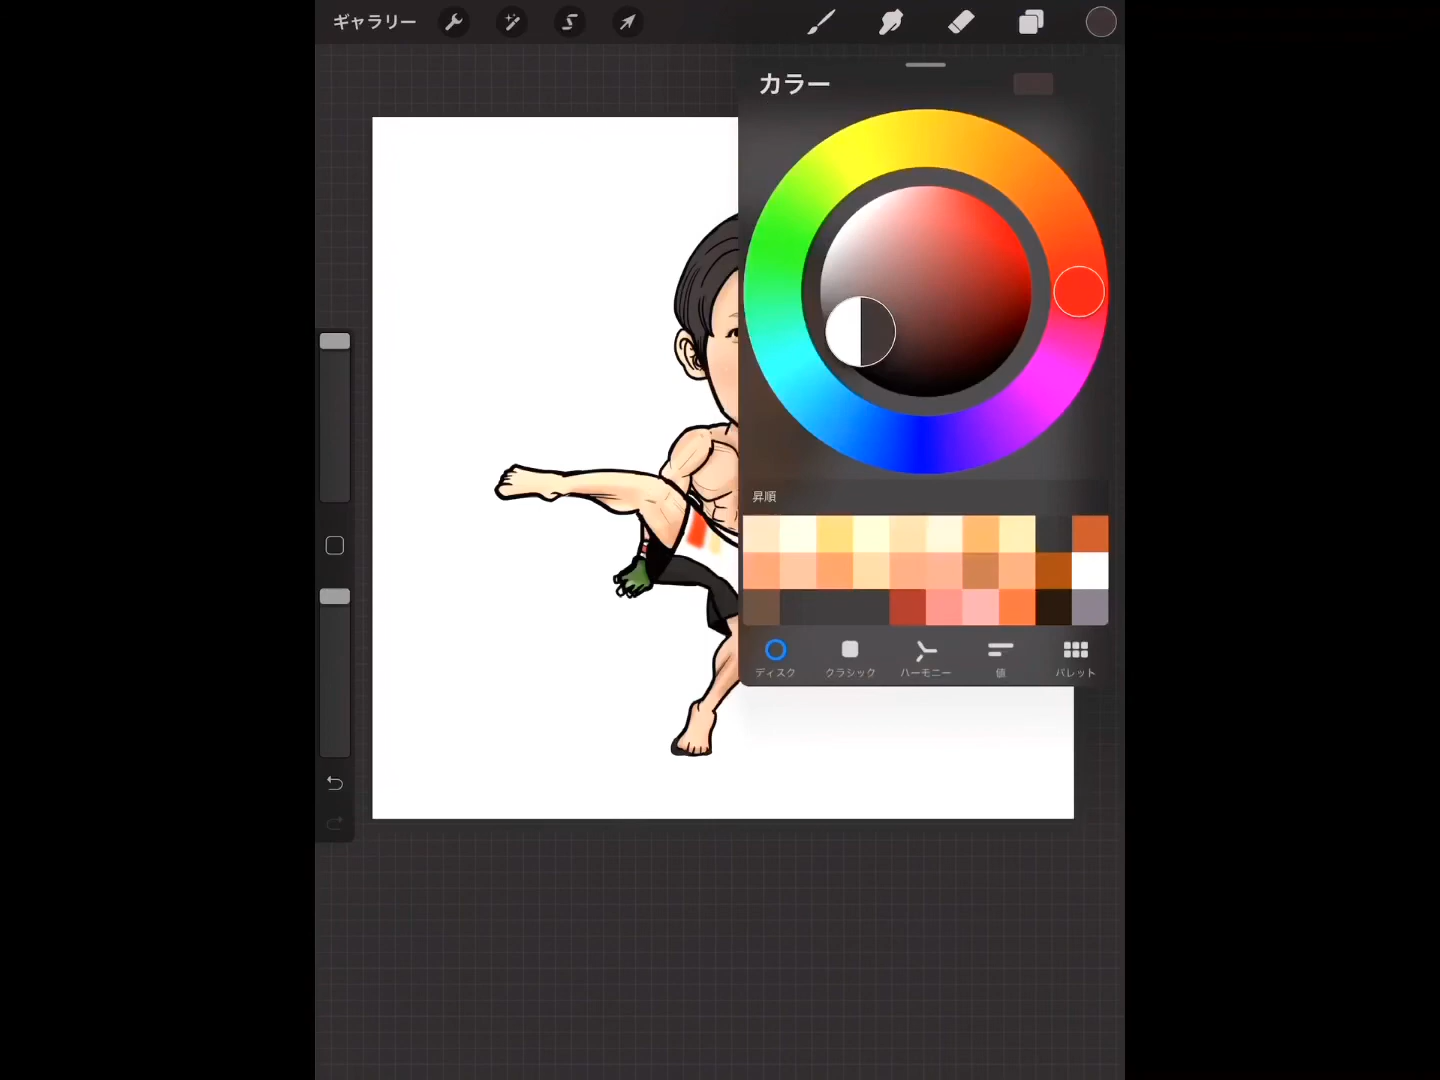 ギャラリー
カラー
昇順
ディスク
クラシック
ハーモニー
値
パレット